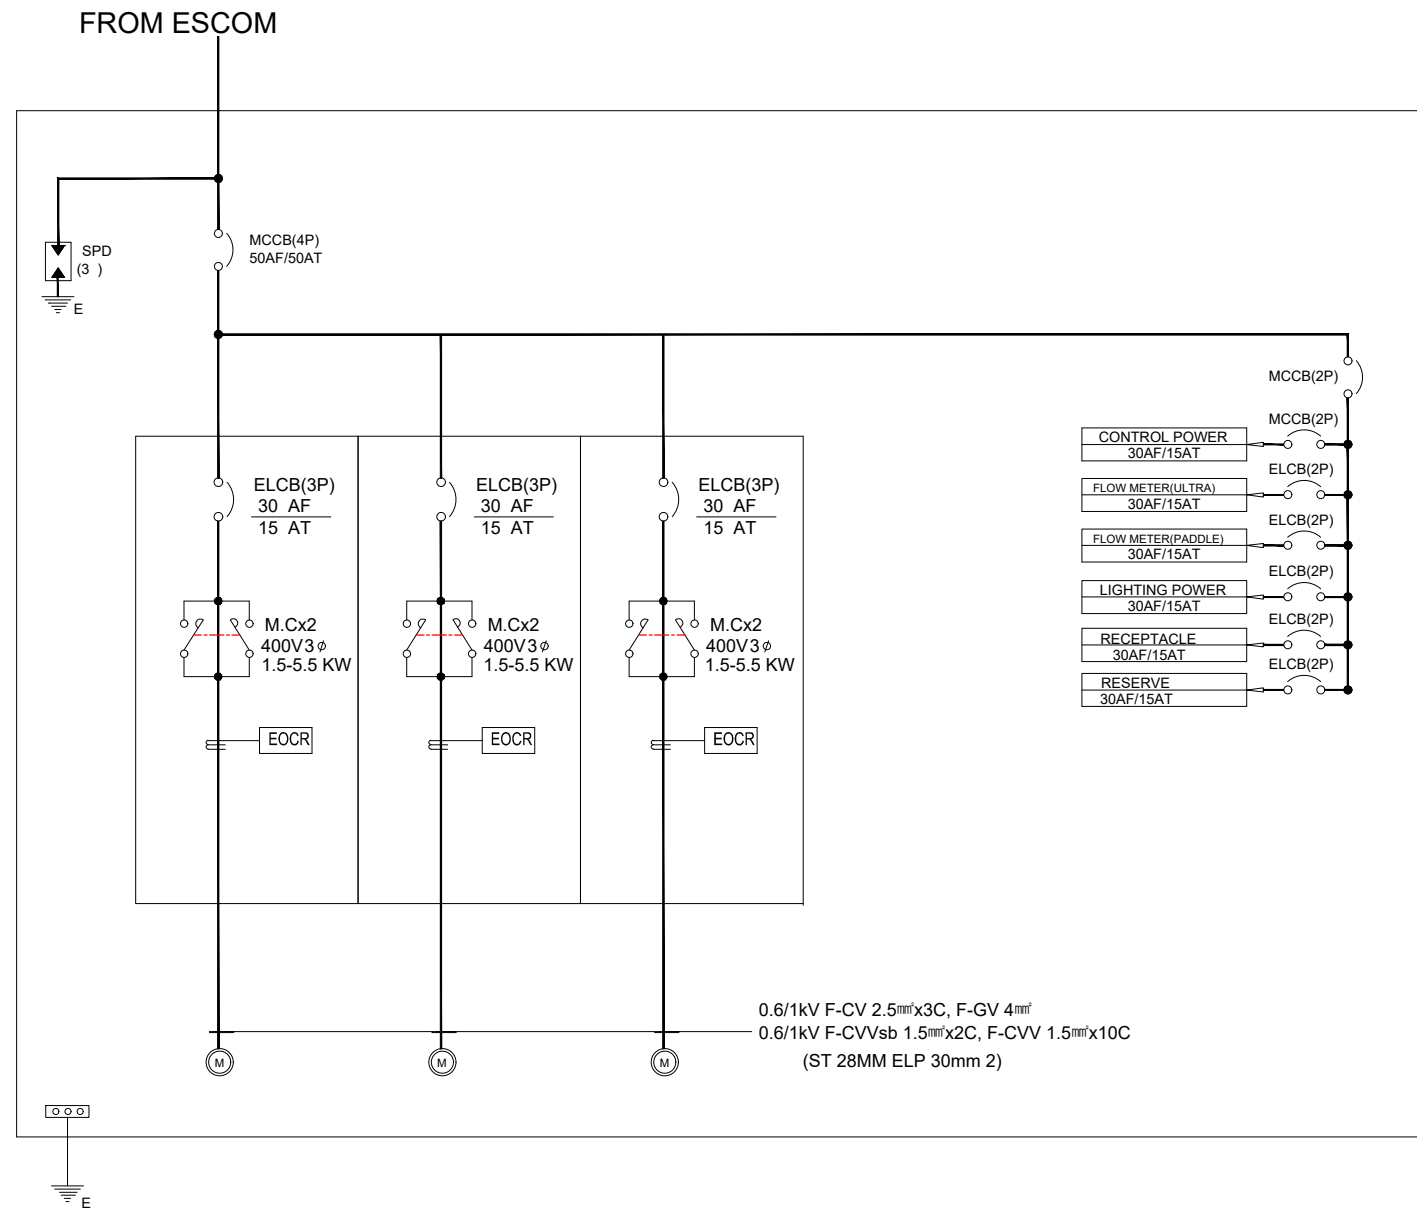 FROM ESCOM
SPD
(3 )
E
MCCB(4P)
50AF/50AT
MCCB(2P)
MCCB(2P)
CONTROL POWER
30AF/15AT
ELCB(2P)
FLOW METER(ULTRA)
30AF/15AT
ELCB(2P)
FLOW METER(PADDLE)
30AF/15AT
ELCB(2P)
LIGHTING POWER
30AF/15AT
ELCB(2P)
RECEPTACLE
30AF/15AT
ELCB(2P)
RESERVE
30AF/15AT
ELCB(3P)
30 AF
15 AT
M.Cx2
400V3⌀
1.5-5.5 KW
EOCR
ELCB(3P)
30 AF
15 AT
M.Cx2
400V3⌀
1.5-5.5 KW
EOCR
ELCB(3P)
30 AF
15 AT
M.Cx2
400V3⌀
1.5-5.5 KW
EOCR
0.6/1kV F-CV 2.5㎟x3C, F-GV 4㎟
0.6/1kV F-CVVsb 1.5㎟x2C, F-CVV 1.5㎟x10C
(ST 28MM ELP 30mm 2)
M
M
M
E